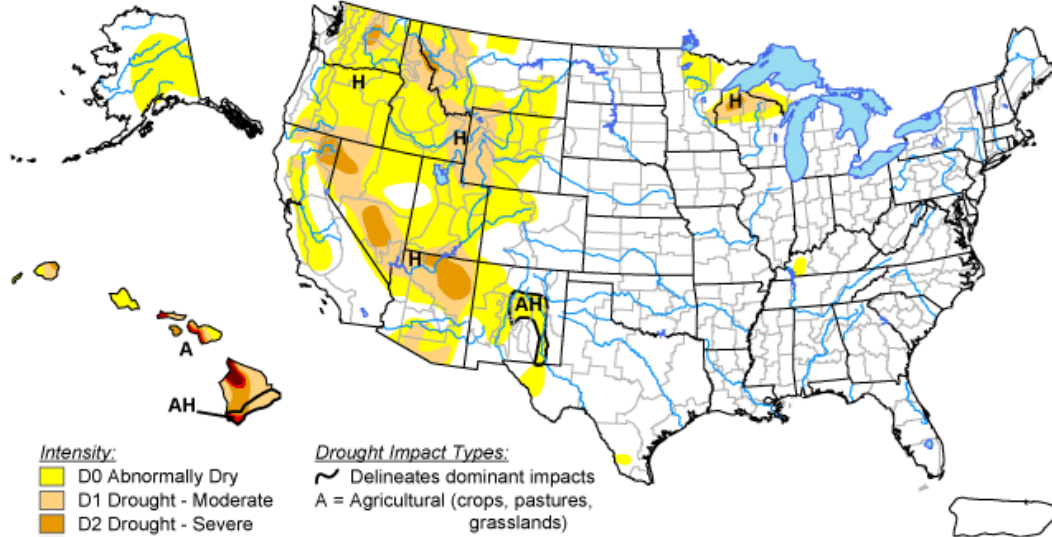 H
H
H
H
AH
A
AH
Intensity:
D0 Abnormally Dry
D1 Drought - Moderate
D2 Drought - Severe
Drought Impact Types:
Delineates dominant impacts
A = Agricultural (crops, pastures,
grasslands)